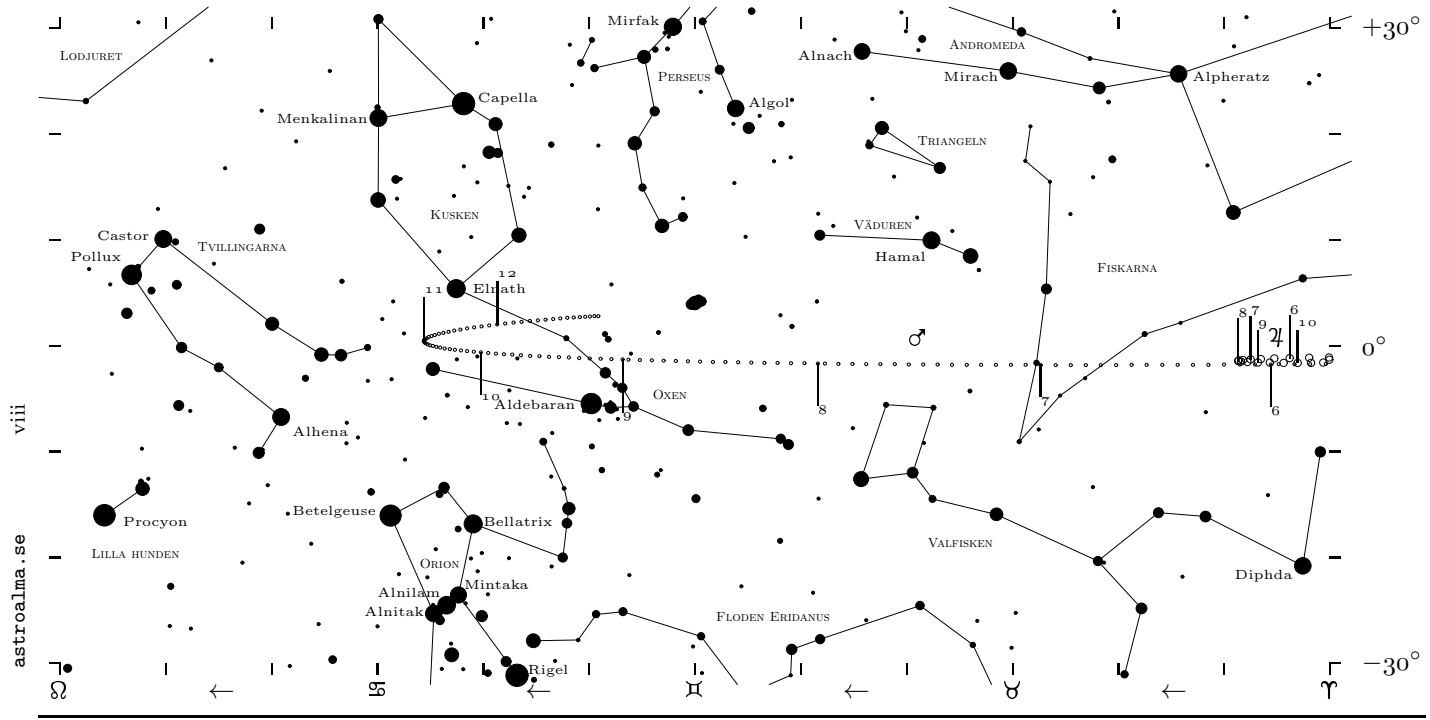 +30°
Mirfak
Lodjuret
Andromeda
Alnach
Perseus
Mirach
Alpheratz
Capella
Algol
Menkalinan
Triangeln
Kusken
Castor
Tvillingarna
Väduren
Pollux
Hamal
Fiskarna
12
11
Elnath
8 7 9 6 10
♂
♃
0°
10
Aldebaran
Oxen
9
8
7
6
viii
Alhena
Betelgeuse
Procyon
Bellatrix
Lilla hunden
Orion
Valfisken
Mintaka
Diphda
Alnilam
Alnitak
Floden Eridanus
astroalma.se
Rigel
−30°
♌ ← ♋ ← ♊ ← ♉ ← ♈